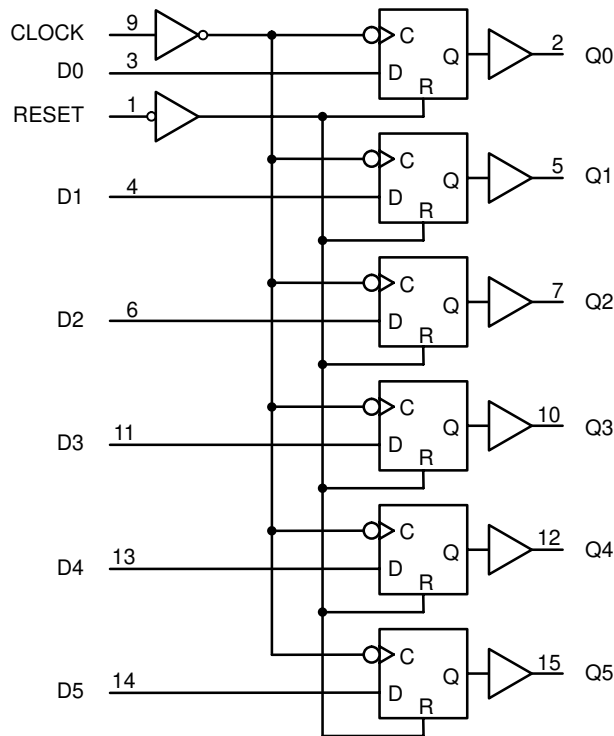 CLOCK 9 C Q 2 Q0
D0 3 D
RESET 1 R
C Q 5 Q1
D1 4 D R
C Q 7 Q2
D2 6 D R
C Q 10 Q3
D3 11 D R
C Q 12 Q4
D4 13 D R
C Q 15 Q5
D5 14 D R